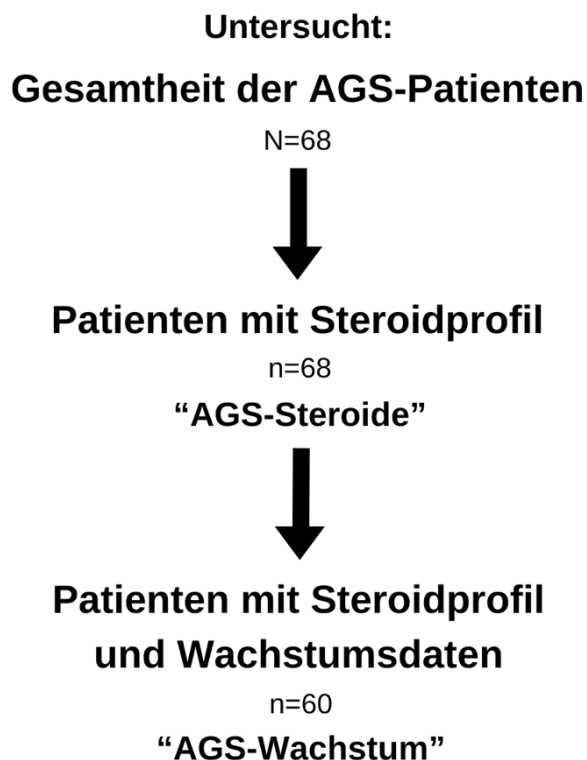 Untersucht:
Gesamtheit der AGS-Patienten
N=68
Patienten mit Steroidprofil
n=68
“AGS-Steroide”
Patienten mit Steroidprofil
und Wachstumsdaten
n=60
“AGS-Wachstum”